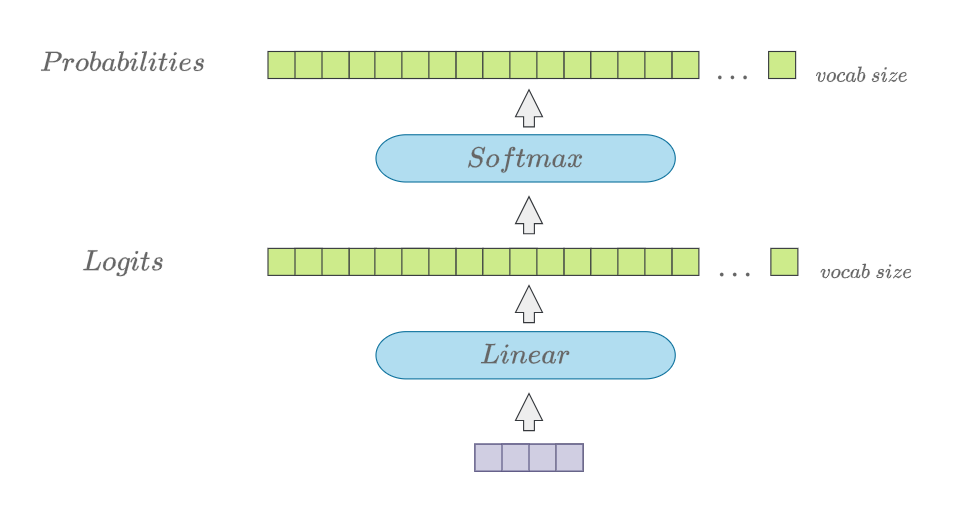 Probabilities
... vocab size
Softmax
Logits
... vocab size
Linear